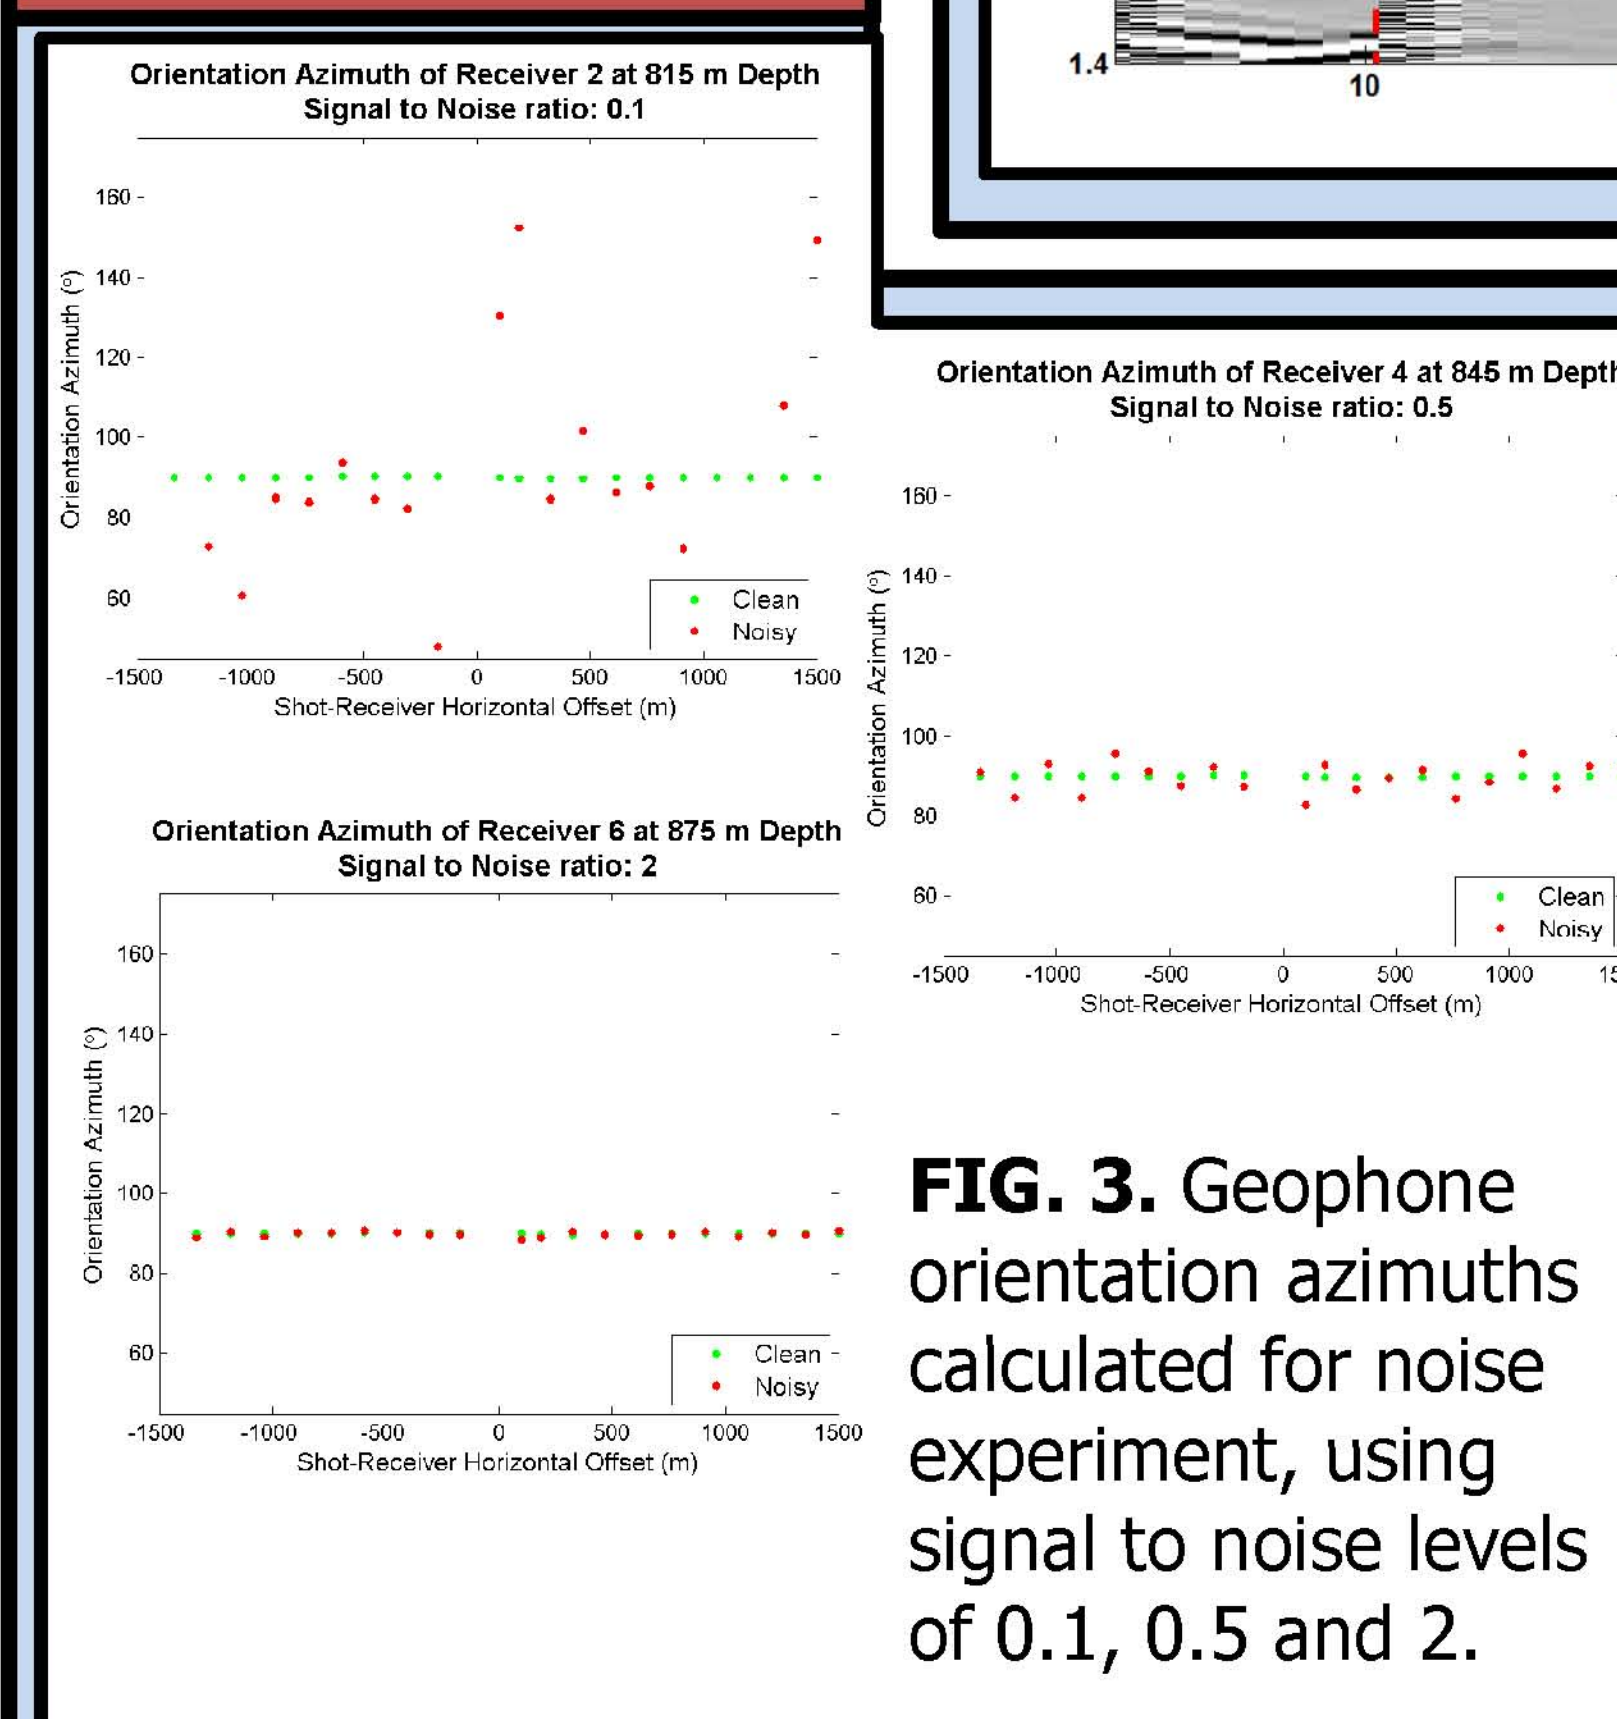 1.4
10
Orientation Azimuth of Receiver 2 at 815 m Depth
Signal to Noise ratio: 0.1
160
140
120
100
80
60
Orientation Azimuth (°)
-1500 -1000 -500 0 500 1000 1500
Shot-Receiver Horizontal Offset (m)
Clean
Noisy
Orientation Azimuth of Receiver 4 at 845 m Depth
Signal to Noise ratio: 0.5
160
140
120
100
80
60
Orientation Azimuth (°)
-1500 -1000 -500 0 500 1000 15
Shot-Receiver Horizontal Offset (m)
Clean
Noisy
Orientation Azimuth of Receiver 6 at 875 m Depth
Signal to Noise ratio: 2
160
140
120
100
80
60
Orientation Azimuth (°)
-1500 -1000 -500 0 500 1000 1500
Shot-Receiver Horizontal Offset (m)
Clean
Noisy
FIG. 3. Geophone
orientation azimuths
calculated for noise
experiment, using
signal to noise levels
of 0.1, 0.5 and 2.